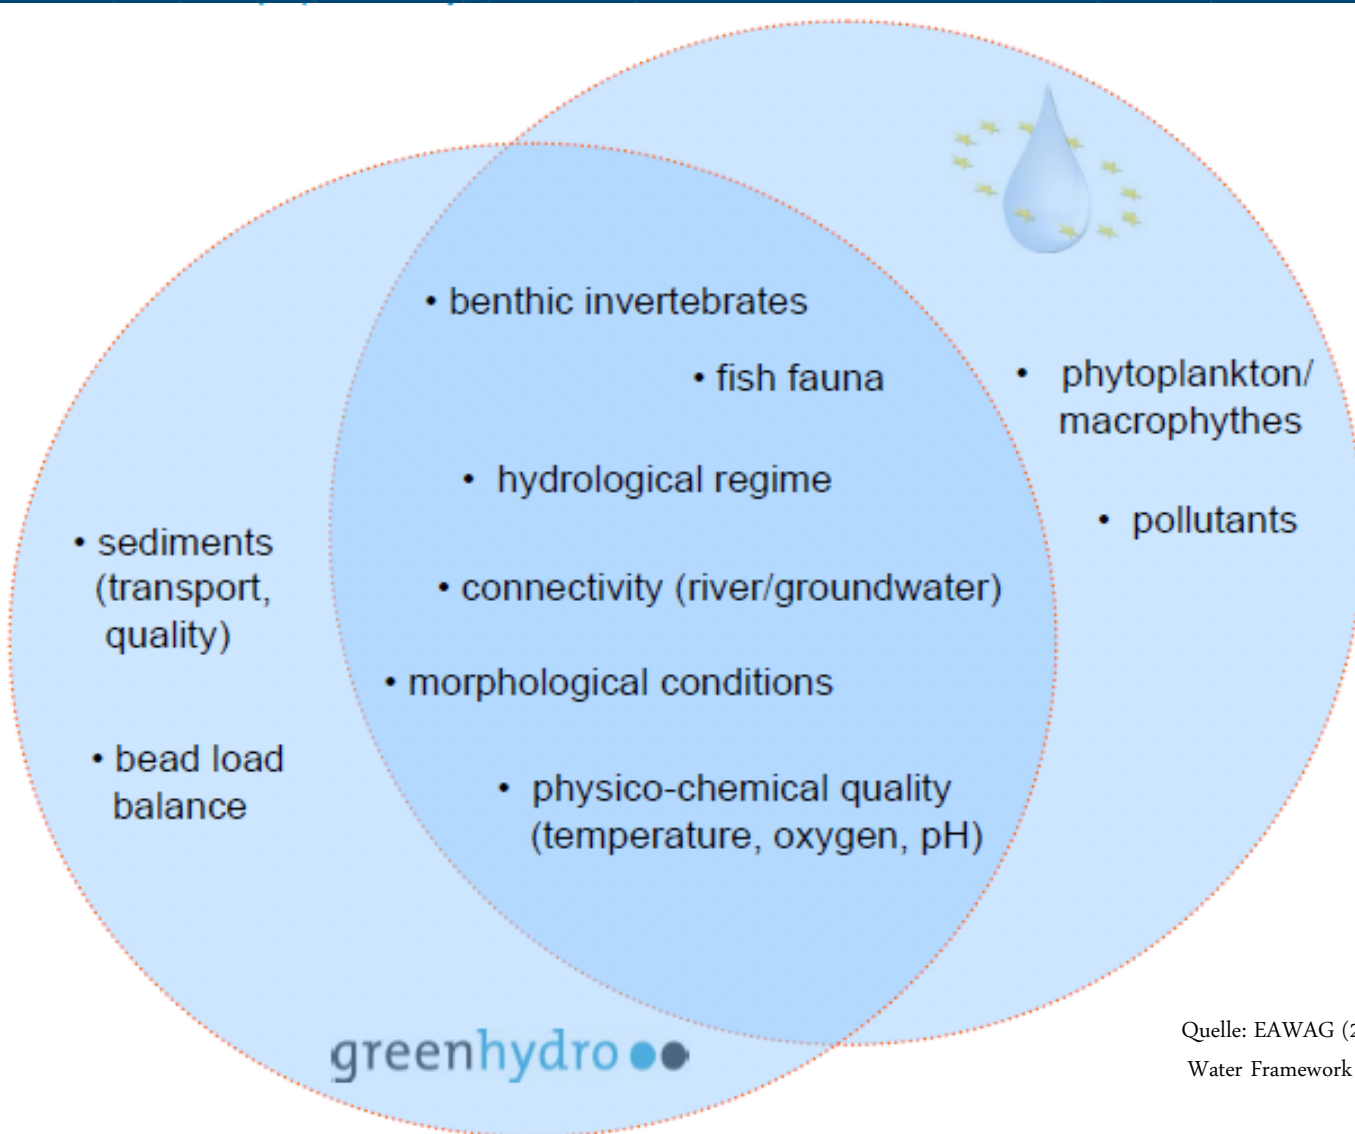 • benthic invertebrates
• fish fauna
• phytoplankton/
macrophythes
• hydrological regime
• pollutants
• sediments
(transport,
quality)
• connectivity (river/groundwater)
• morphological conditions
• bead load
balance
• physico-chemical quality
(temperature, oxygen, pH)
greenhydro
Quelle: EAWAG (2
Water Framework